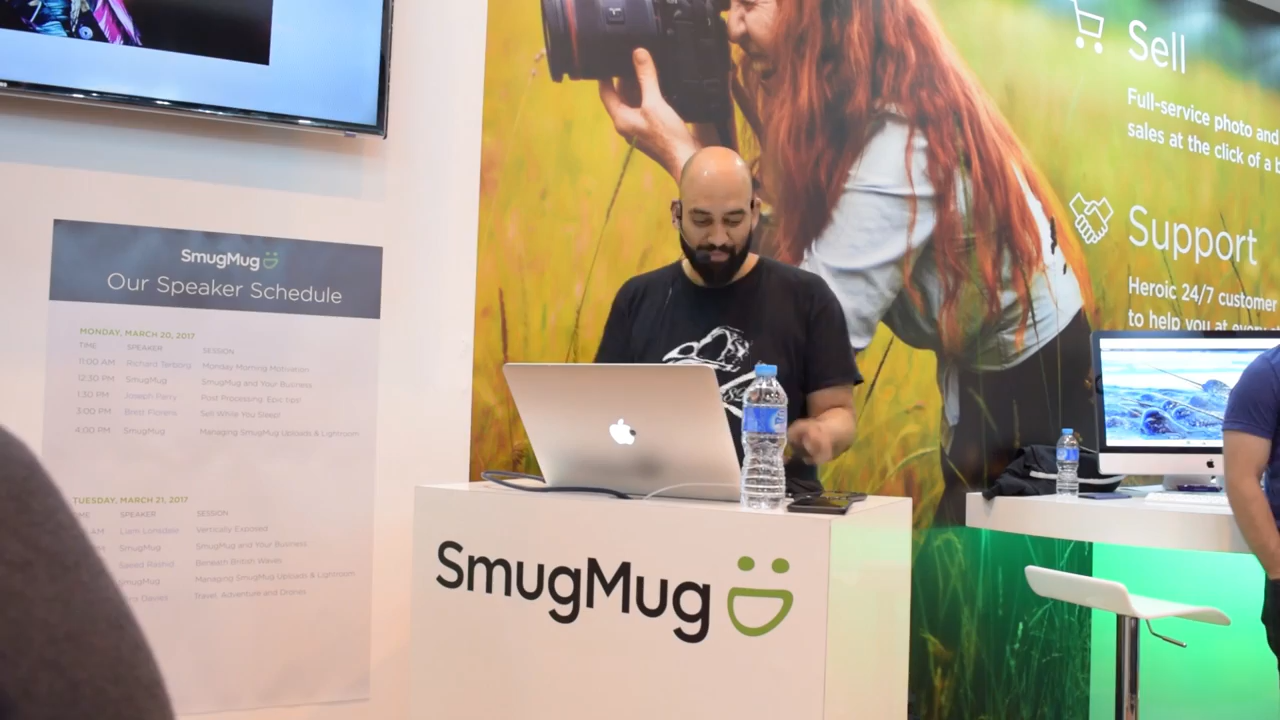 SmugMug
Our Speaker Schedule
MONDAY, MARCH 20, 2017
TIME SPEAKER SESSION
11:00 AM Richard Terborg Monday Morning Motivation
12:30 PM SmugMug SmugMug and Your Business
1:30 PM Joseph Parry Post Processing: Epic
3:00 PM Brett Florens Sell While You Sleep!
4:00 PM SmugMug Managing SmugMug Uploads & Lightroom
TUESDAY, MARCH 21, 2017
SPEAKER SESSION
AM Liam Lonsdale Vertically Exposed
SmugMug SmugMug and Your Business
Saeed Rashid Beneath British Waves
SmugMug Managing SmugMug Uploads & Lightroom
Davies Travel, Adventure and Drones
SmugMug
Sell
Full-service photo and
sales at the click of a
Support
Heroic 24/7 customer
to help you at every